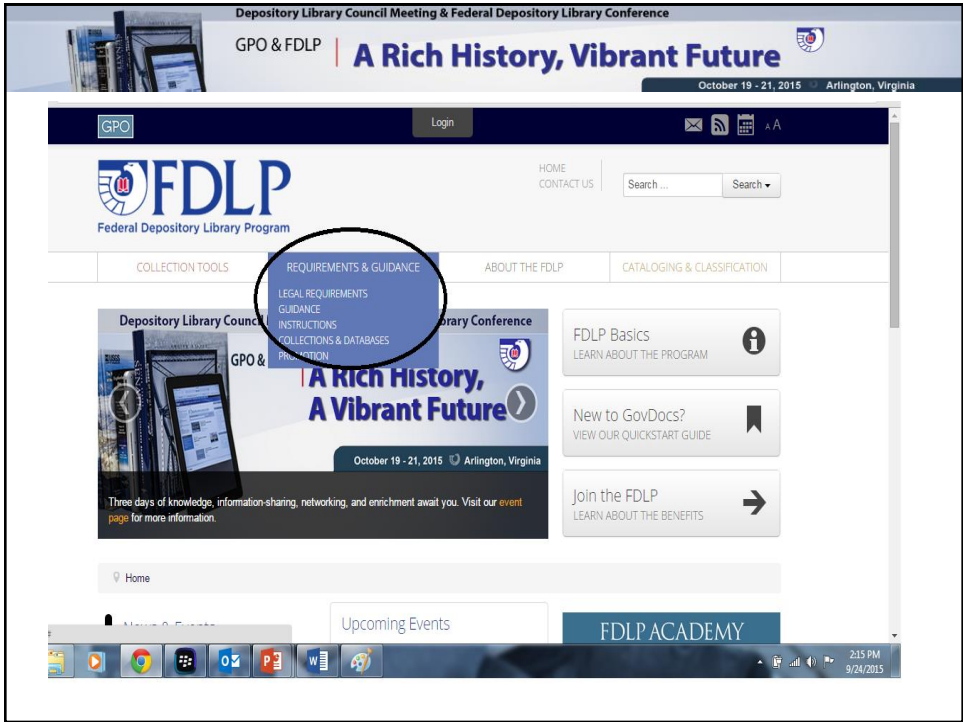 Depository Library Council Meeting & Federal Depository Library Conference
GPO & FDLP | A Rich History, Vibrant Future
October 19 - 21, 2015 Arlington, Virginia
GPO
Login
A A
FDLP
Federal Depository Library Program
HOME
CONTACT US
Search ...
Search
COLLECTION TOOLS
REQUIREMENTS & GUIDANCE
ABOUT THE FDLP
CATALOGING & CLASSIFICATION
LEGAL REQUIREMENTS
GUIDANCE
INSTRUCTIONS
COLLECTIONS & DATABASES
PROMOTION
Depository Library Council brary Conference
GPO &
A Rich History,
A Vibrant Future
October 19 - 21, 2015 Arlington, Virginia
Three days of knowledge, information-sharing, networking, and enrichment await you. Visit our event
page for more information.
FDLP Basics
LEARN ABOUT THE PROGRAM
New to GovDocs?
VIEW OUR QUICKSTART GUIDE
Join the FDLP
LEARN ABOUT THE BENEFITS
Home
News & Events
Upcoming Events
FDLP ACADEMY
2:15 PM
9/24/2015